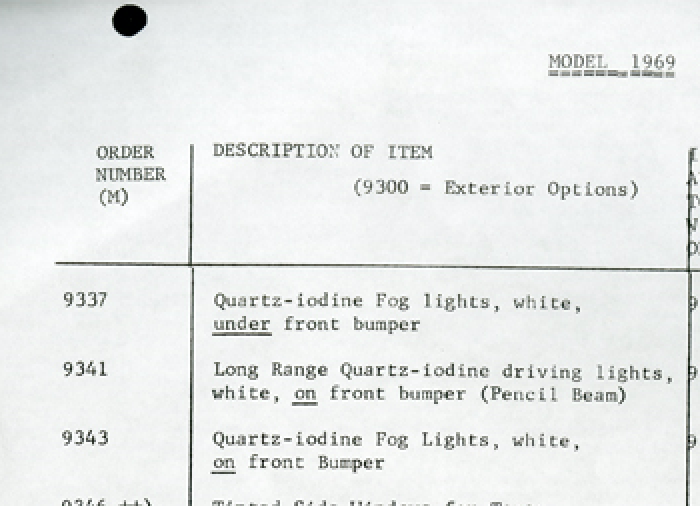 MODEL 1969
ORDER NUMBER (M)
DESCRIPTION OF ITEM
(9300 = Exterior Options)
9337 Quartz-iodine Fog lights, white,
under front bumper
9341 Long Range Quartz-iodine driving lights,
white, on front bumper (Pencil Beam)
9343 Quartz-iodine Fog Lights, white,
on front Bumper